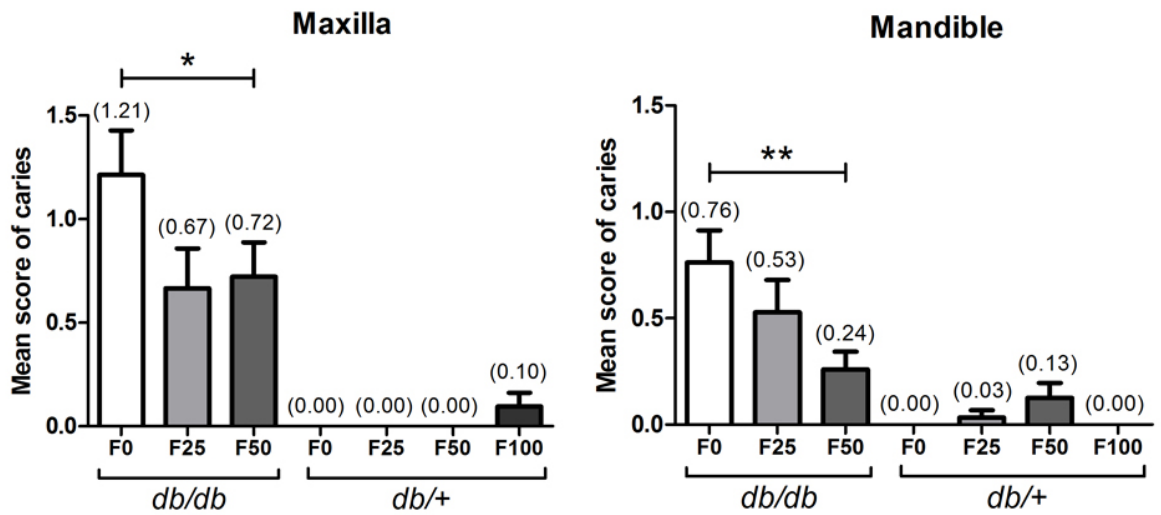 Maxilla
*
(1.21)
(0.67) (0.72)
(0.00) (0.00) (0.00) (0.10)
1.5
1.0
0.5
0.0
Mean score of caries
F0 F25 F50 F0 F25 F50 F100
db/db db/+
Mandible
**
(0.76)
(0.53)
(0.24)
(0.00) (0.03) (0.13) (0.00)
1.5
1.0
0.5
0.0
Mean score of caries
F0 F25 F50 F0 F25 F50 F100
db/db db/+